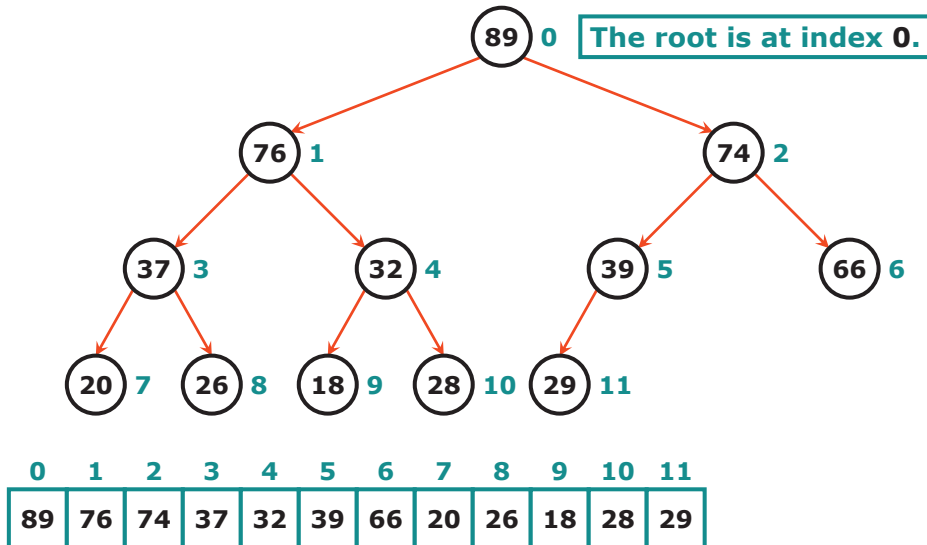 89 0 The root is at index 0.
76 1 74 2
37 3 32 4 39 5 66 6
20 7 26 8 18 9 28 10 29 11
0 1 2 3 4 5 6 7 8 9 10 11
89 76 74 37 32 39 66 20 26 18 28 29